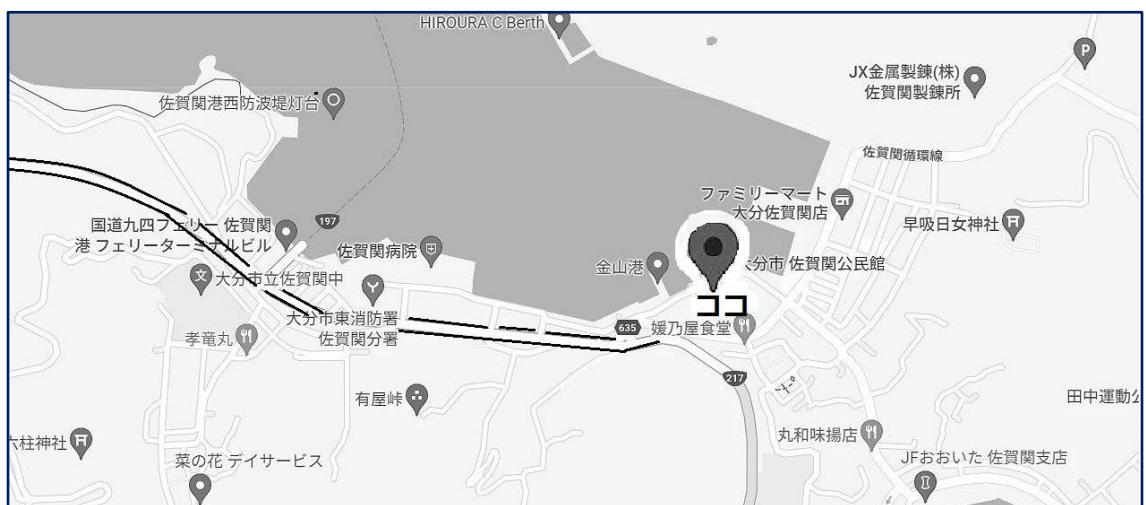 HIROURA C Berth
P
JX金属製錬(株)
佐賀関製錬所
佐賀関港西防波堤灯台
佐賀関循環線
ファミリーマート
大分佐賀関店
国道九四フェリー 佐賀関
港 フェリーターミナルビル
197
佐賀関病院
早吸日女神社
金山港
大分市 佐賀関公民館
文
大分市立佐賀関中
ココ
大分市東消防署
佐賀関分署
635
媛乃屋食堂
孝竜丸
217
有屋峠
田中運動公
六柱神社
丸和味揚店
菜の花 デイサービス
JFおおいた 佐賀関支店